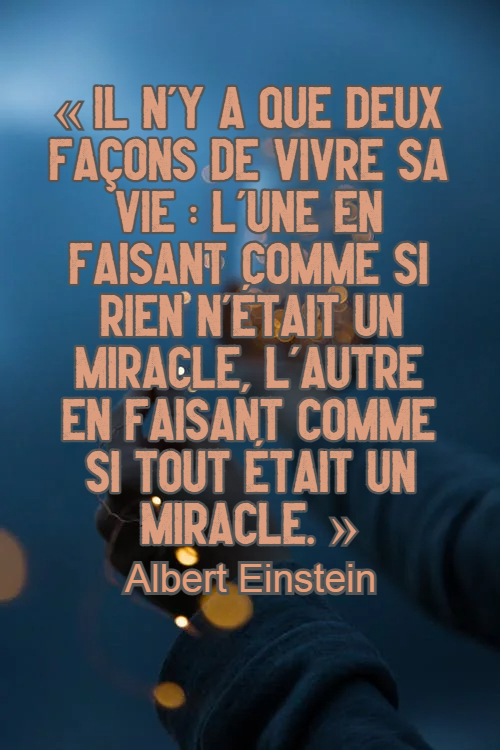 « IL N'Y A QUE DEUX
FAÇONS DE VIVRE SA
VIE : L'UNE EN
FAISANT COMME SI
RIEN N'ÉTAIT UN
MIRACLE, L'AUTRE
EN FAISANT COMME
SI TOUT ÉTAIT UN
MIRACLE. »
Albert Einstein